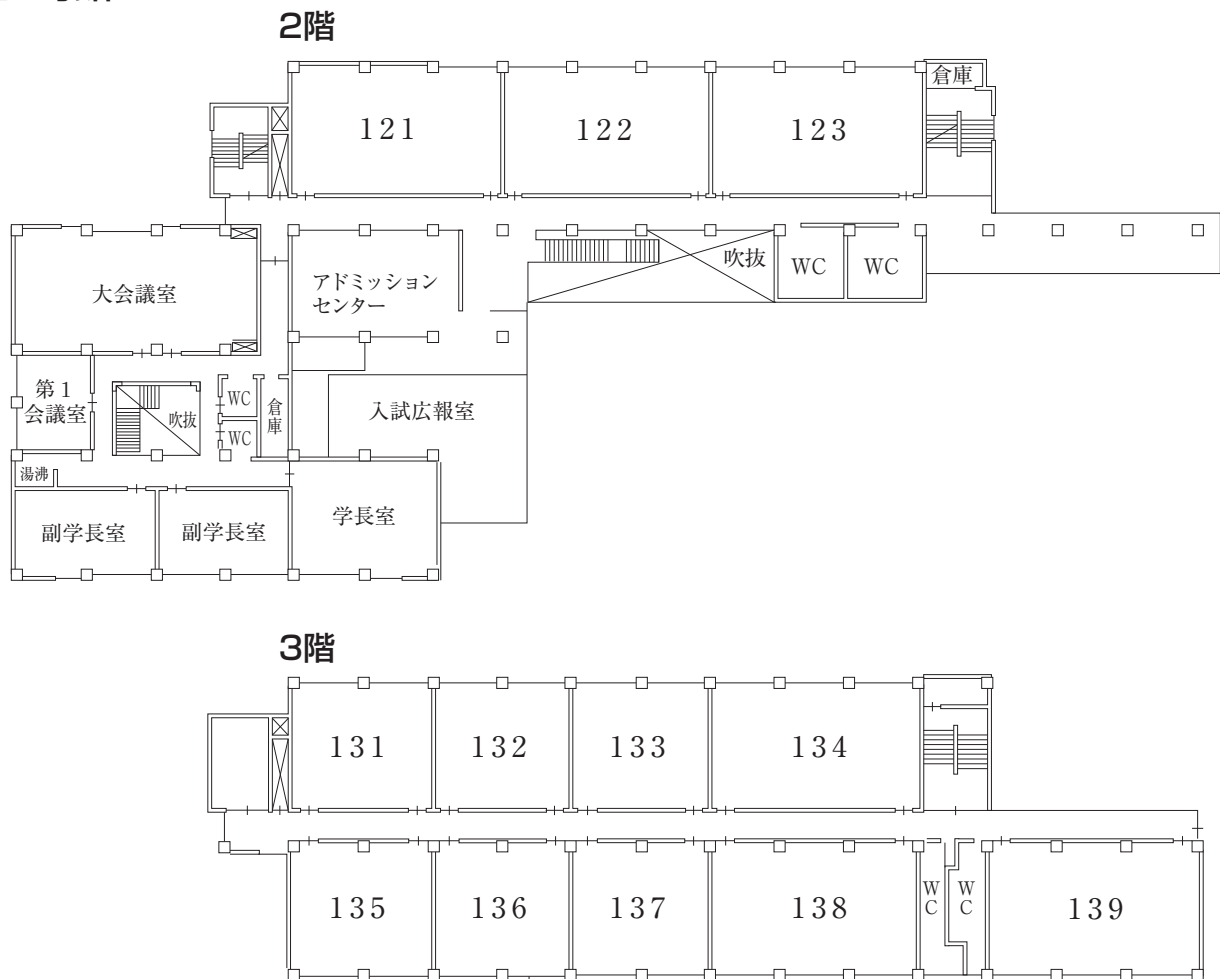 2階
倉庫
121
122
123
吹抜
WC
WC
大会議室
アドミッション
センター
第1
会議室
吹抜
WC
WC
倉庫
入試広報室
湯沸
副学長室
副学長室
学長室
3階
131
132
133
134
135
136
137
138
WC
WC
139